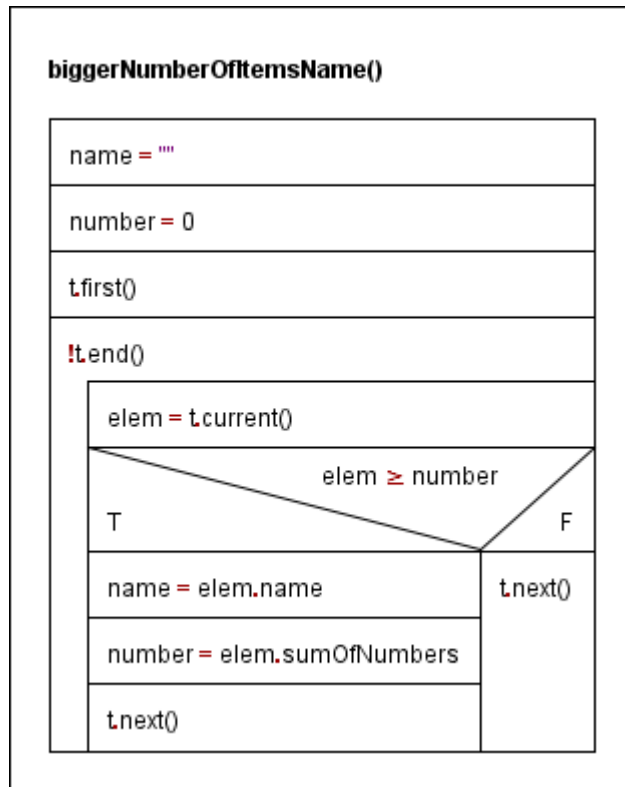 biggerNumberOfItemsName()
name = ""
number = 0
t.first()
!t.end()
elem = t.current()
elem ≥ number
T
F
name = elem.name
t.next()
number = elem.sumOfNumbers
t.next()